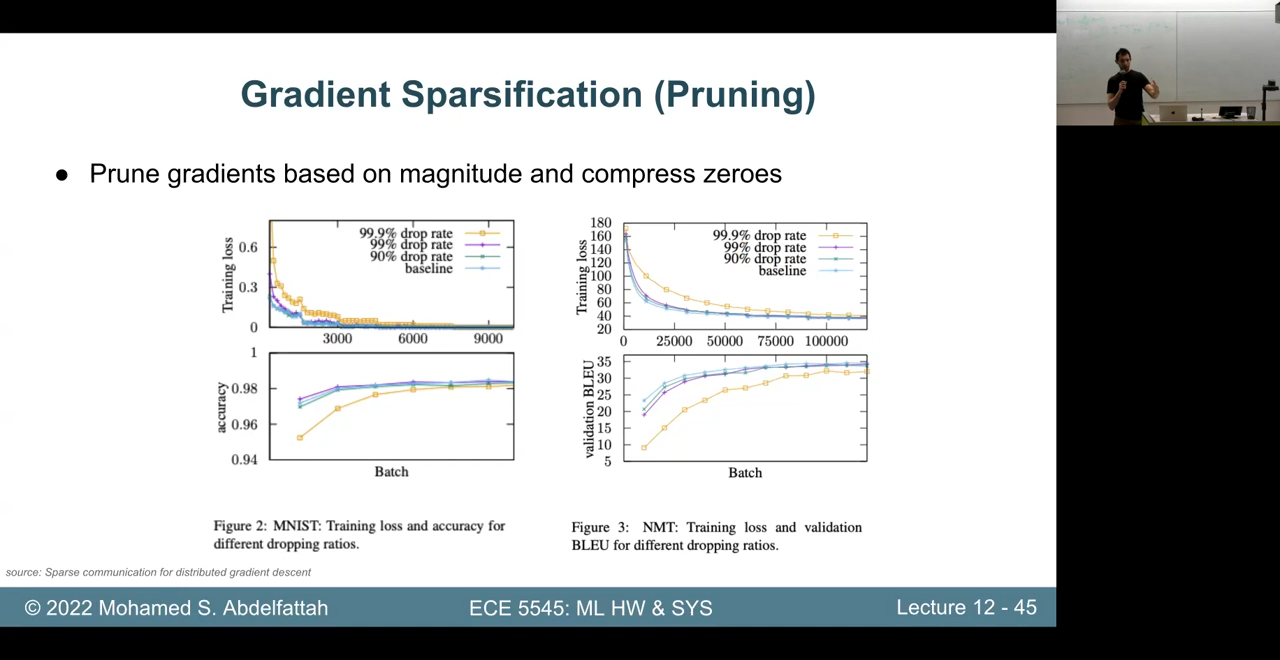 Gradient Sparsification (Pruning)
● Prune gradients based on magnitude and compress zeroes
Training loss
0.6
0.3
0
99.9% drop rate
99% drop rate
90% drop rate
baseline
3000
6000
9000
accuracy
1
0.98
0.96
0.94
Batch
Figure 2: MNIST: Training loss and accuracy for
different dropping ratios.
Training loss
180
160
140
120
100
80
60
40
20
99.9% drop rate
99% drop rate
90% drop rate
baseline
0
25000
50000
75000
100000
validation BLEU
35
30
25
20
15
10
5
Batch
Figure 3: NMT: Training loss and validation
BLEU for different dropping ratios.
source: Sparse communication for distributed gradient descent
© 2022 Mohamed S. Abdelfattah
ECE 5545: ML HW & SYS
Lecture 12 - 45